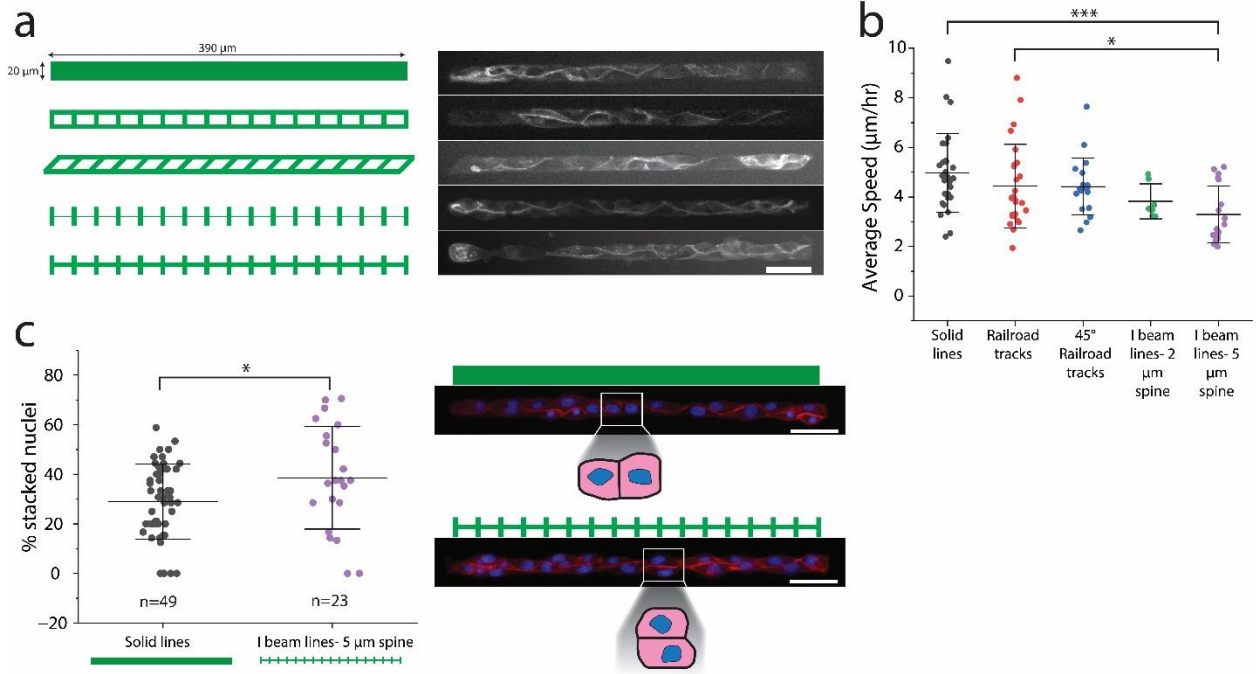 a
390 μm
20 μm
b
***
*
10
8
6
4
2
0
Average Speed (μm/hr)
Solid
lines
Railroad
tracks
45°
Railroad
tracks
I beam
lines- 2
μm
spine
I beam
lines- 5
μm
spine
c
*
80
60
40
20
0
−20
% stacked nuclei
n=49
n=23
Solid lines
I beam lines- 5 μm spine